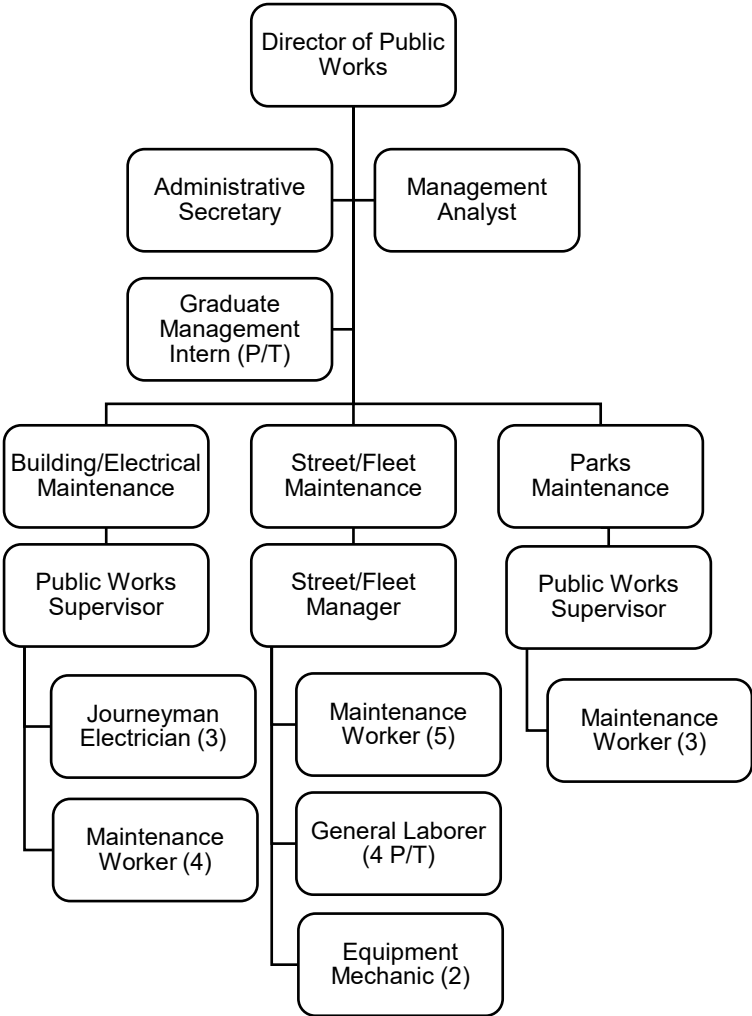 Director of Public
Works
Administrative
Secretary
Management
Analyst
Graduate
Management
Intern (P/T)
Building/Electrical
Maintenance
Street/Fleet
Maintenance
Parks
Maintenance
Public Works
Supervisor
Street/Fleet
Manager
Public Works
Supervisor
Journeyman
Electrician (3)
Maintenance
Worker (5)
Maintenance
Worker (3)
Maintenance
Worker (4)
General Laborer
(4 P/T)
Equipment
Mechanic (2)